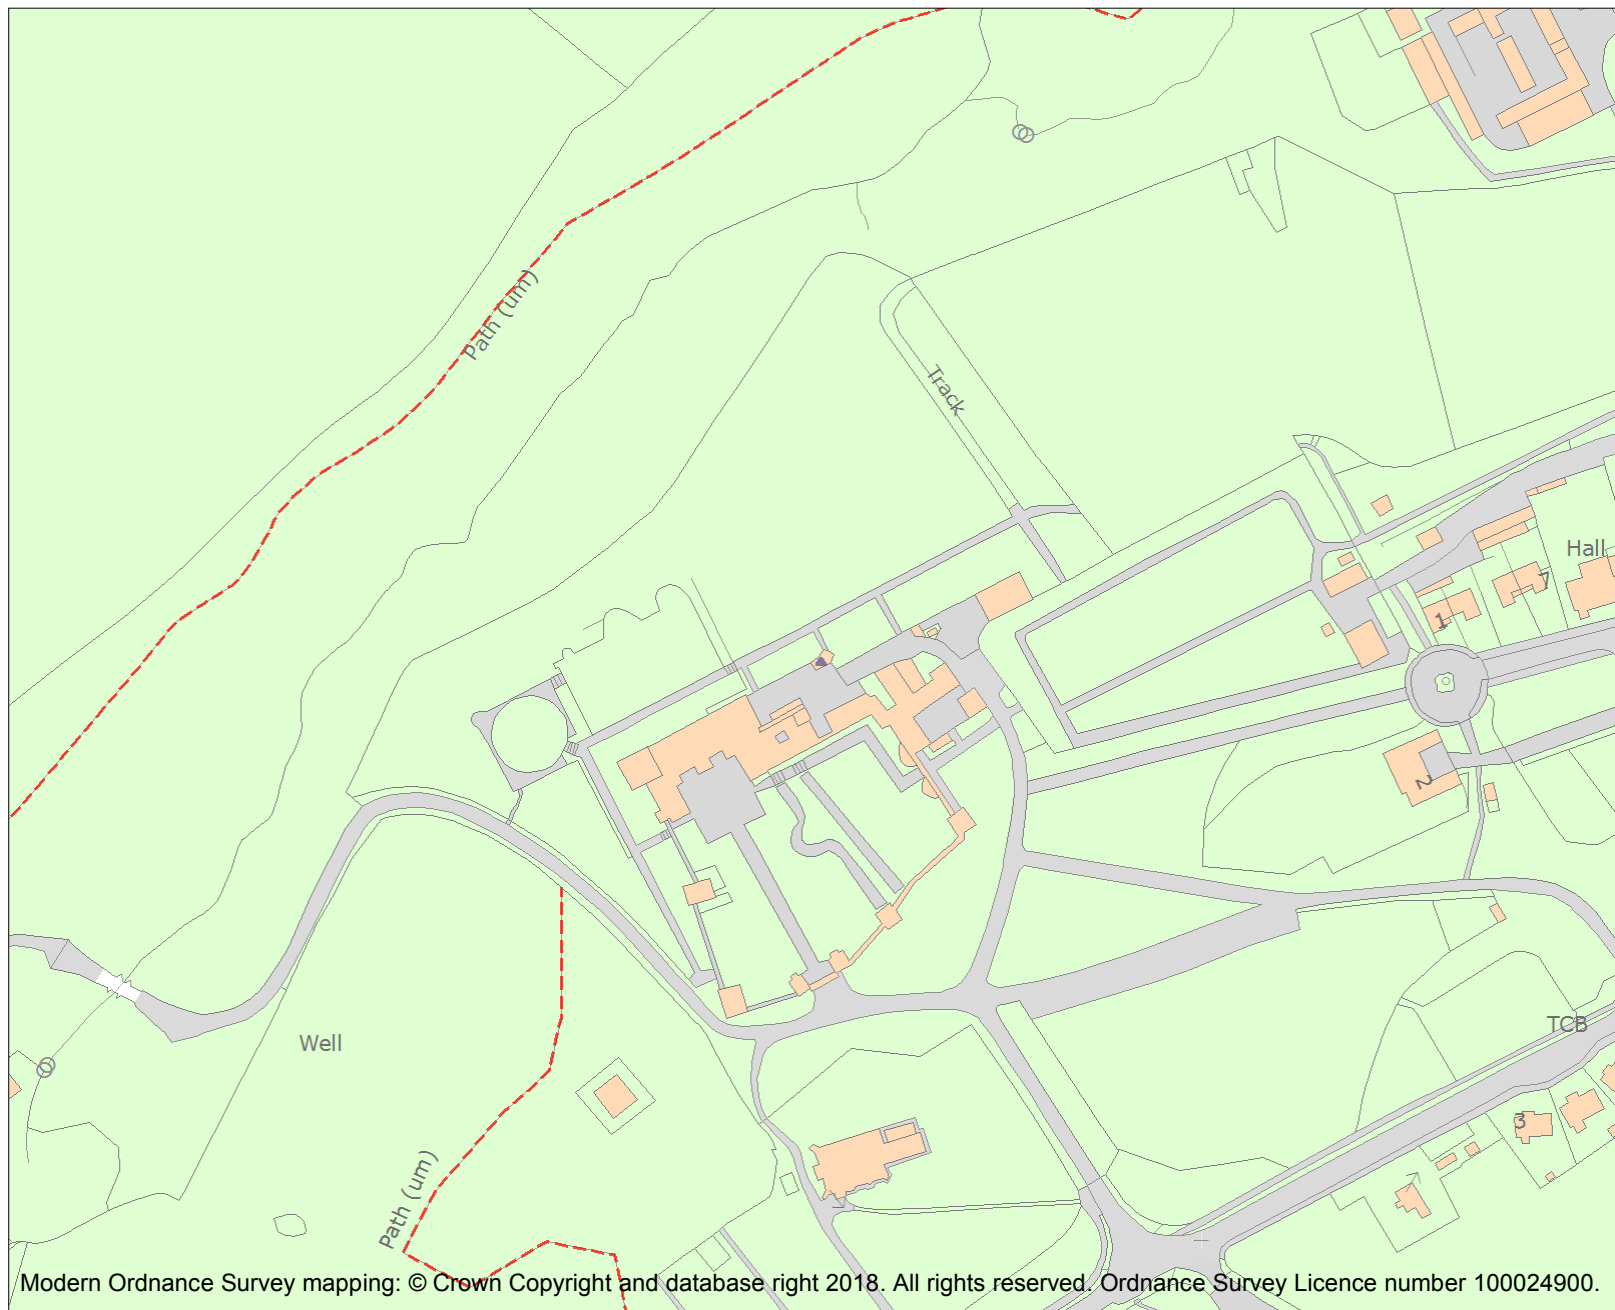 Path (um)
Track
Hall
7
1
2
Well
TCB
3
Path (um)
Modern Ordnance Survey mapping: © Crown Copyright and database right 2018. All rights reserved. Ordnance Survey Licence number 100024900.